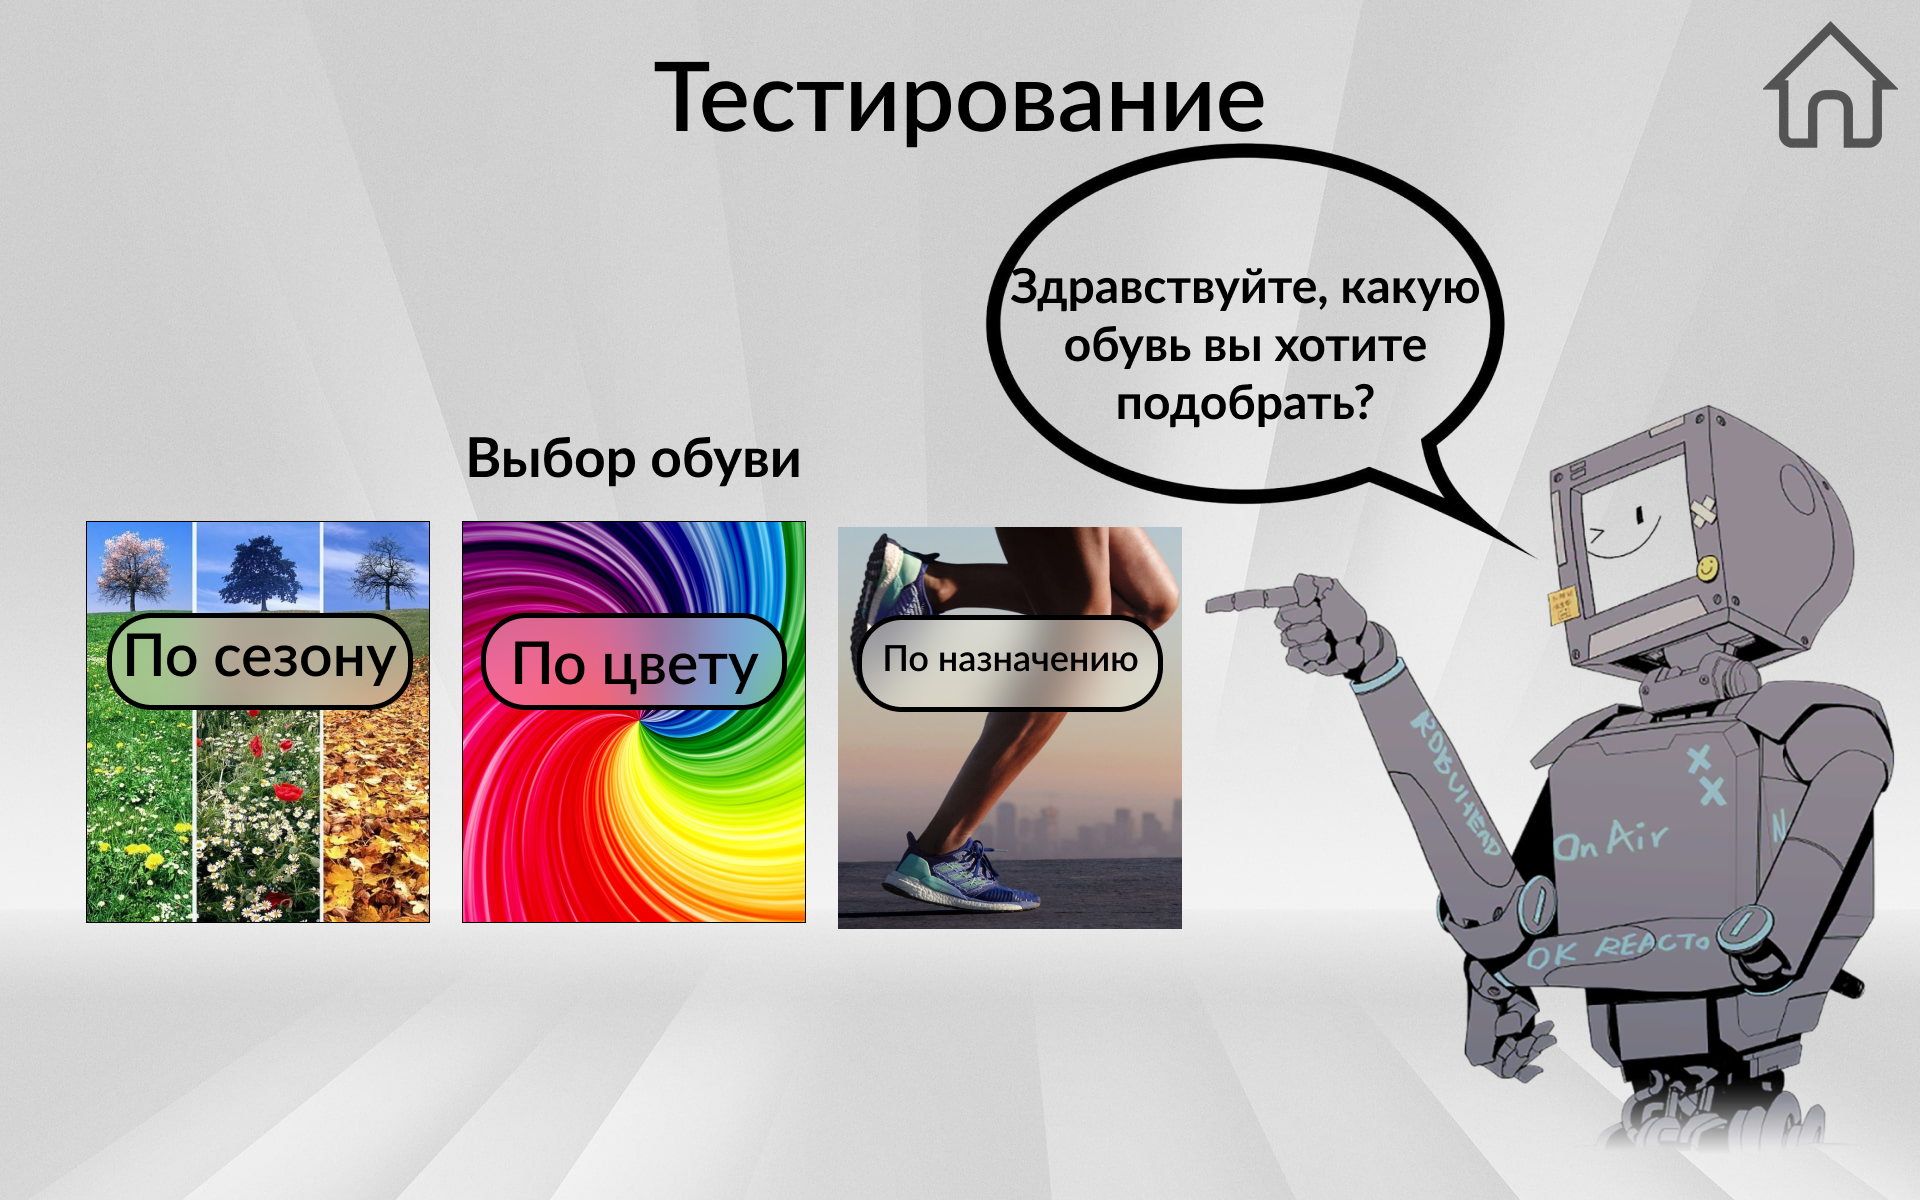 Тестирование
Здравствуйте, какую
обувь вы хотите
подобрать?
Выбор обуви
По сезону
По цвету
По назначению
ROBUHEAD
On Air
N
OK REACTO